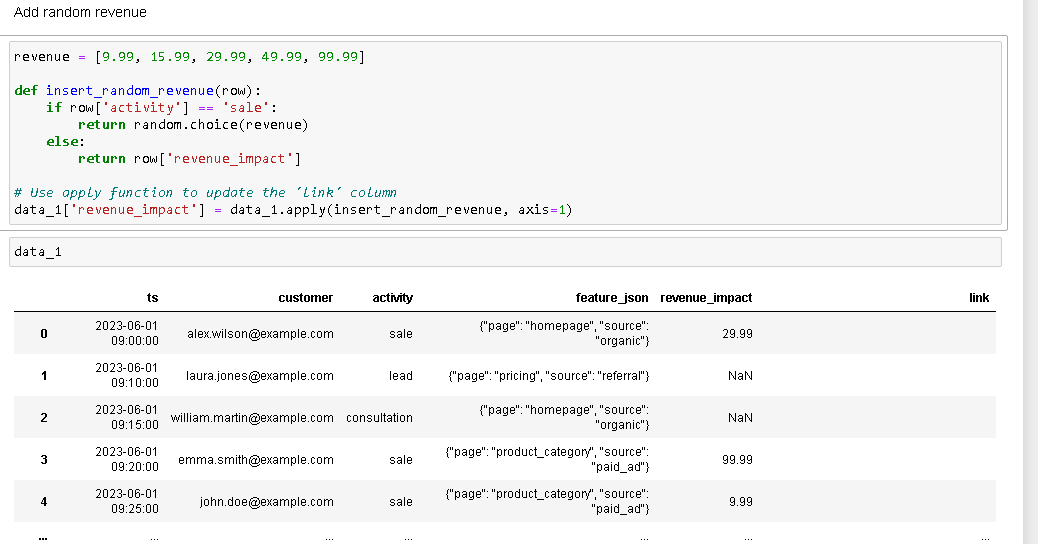 Add random revenue
revenue = [9.99, 15.99, 29.99, 49.99, 99.99]
def insert_random_revenue(row):
if row['activity'] == 'sale':
return random.choice(revenue)
else:
return row['revenue_impact']
# Use apply function to update the 'link' column
data_1['revenue_impact'] = data_1.apply(insert_random_revenue, axis=1)
data_1
ts customer activity feature_json revenue_impact link
0 2023-06-01 09:00:00 alex.wilson@example.com sale {"page": "homepage", "source": "organic"} 29.99
1 2023-06-01 09:10:00 laura.jones@example.com lead {"page": "pricing", "source": "referral"} NaN
2 2023-06-01 09:15:00 william.martin@example.com consultation {"page": "homepage", "source": "organic"} NaN
3 2023-06-01 09:20:00 emma.smith@example.com sale {"page": "product_category", "source": "paid_ad"} 99.99
4 2023-06-01 09:25:00 john.doe@example.com sale {"page": "product_category", "source": "paid_ad"} 9.99
... ... ... ... ... ... ...